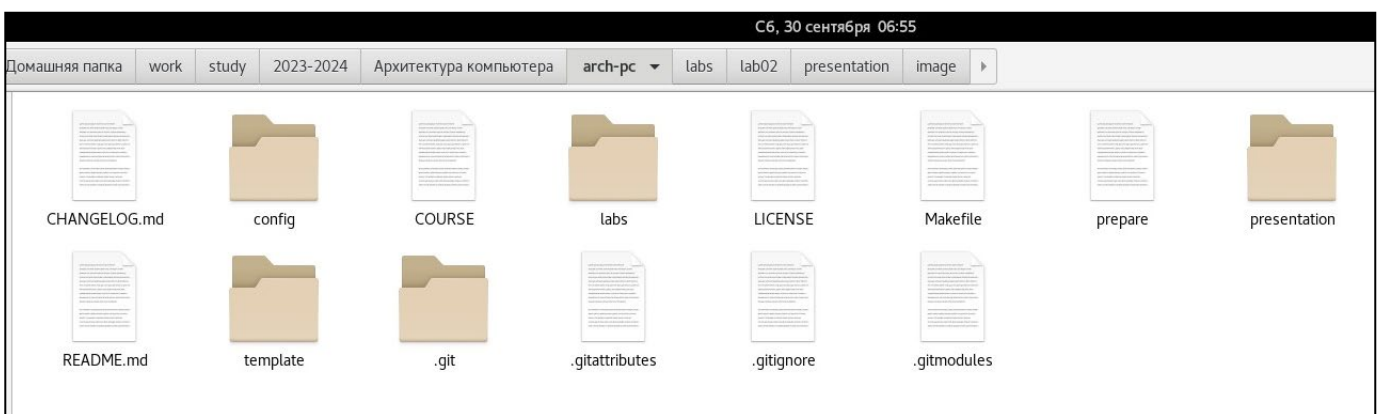 Сб, 30 сентября 06:55
Домашняя папка work study 2023-2024 Архитектура компьютера arch-pc labs lab02 presentation image
CHANGELOG.md config COURSE labs LICENSE Makefile prepare presentation
README.md template .git .gitattributes .gitignore .gitmodules